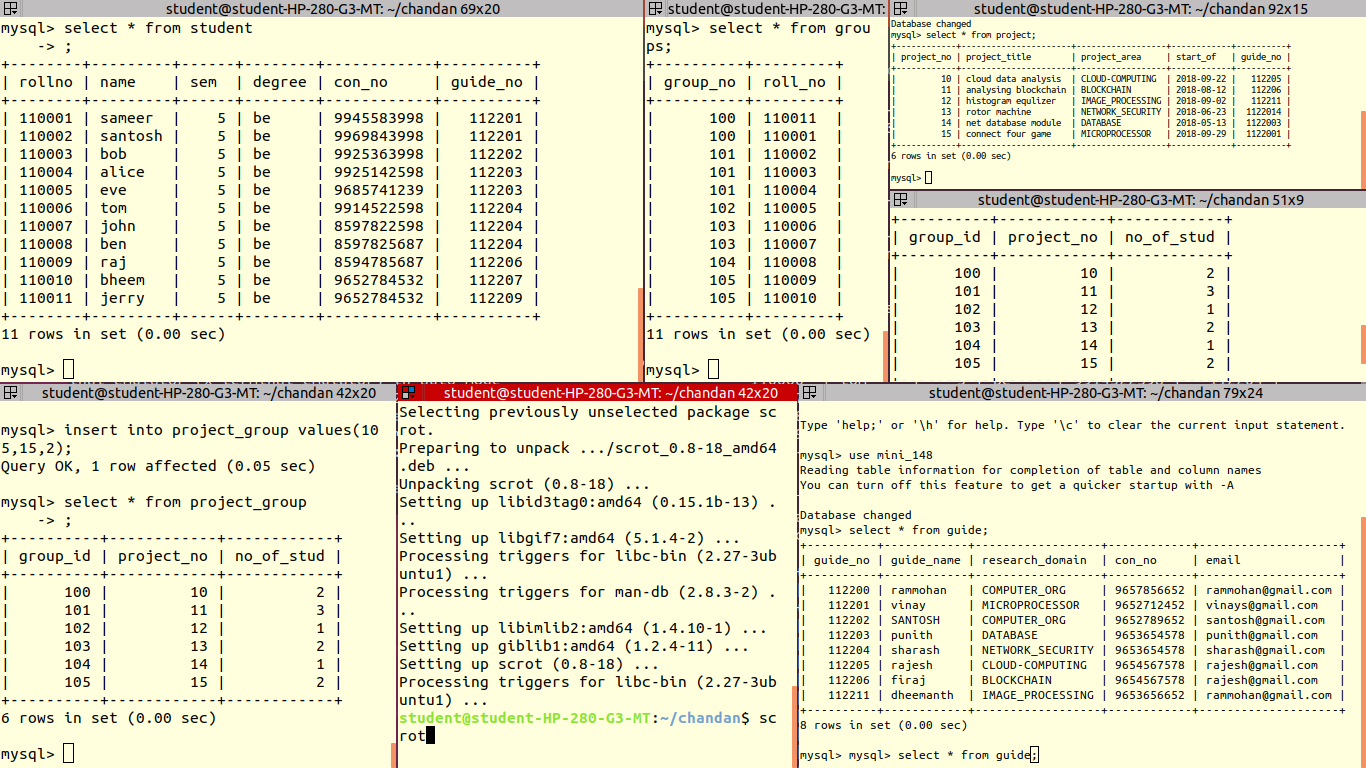 student@student-HP-280-G3-MT: ~/chandan 69x20
mysql> select * from student
    -> ;
+--------+---------+------+--------+------------+----------+
| rollno | name    | sem  | degree | con_no     | guide_no |
+--------+---------+------+--------+------------+----------+
| 110001 | sameer  |    5 | be     | 9945583998 |   112201 |
| 110002 | santosh |    5 | be     | 9969843998 |   112201 |
| 110003 | bob     |    5 | be     | 9925363998 |   112202 |
| 110004 | alice   |    5 | be     | 9925142598 |   112203 |
| 110005 | eve     |    5 | be     | 9685741239 |   112203 |
| 110006 | tom     |    5 | be     | 9914522598 |   112204 |
| 110007 | john    |    5 | be     | 8597822598 |   112204 |
| 110008 | ben     |    5 | be     | 8597825687 |   112204 |
| 110009 | raj     |    5 | be     | 8594785687 |   112206 |
| 110010 | bheem   |    5 | be     | 9652784532 |   112207 |
| 110011 | jerry   |    5 | be     | 9652784532 |   112209 |
+--------+---------+------+--------+------------+----------+
11 rows in set (0.00 sec)
mysql>
student@student-HP-280-G3-MT:
mysql> select * from grou
ps;
+----------+---------+
| group_no | roll_no |
+----------+---------+
|      100 | 110011  |
|      100 | 110001  |
|      101 | 110002  |
|      101 | 110003  |
|      101 | 110004  |
|      102 | 110005  |
|      103 | 110006  |
|      103 | 110007  |
|      104 | 110008  |
|      105 | 110009  |
|      105 | 110010  |
+----------+---------+
11 rows in set (0.00 sec)
mysql>
student@student-HP-280-G3-MT: ~/chandan 92x15
Database changed
mysql> select * from project;
+------------+----------------------+------------------+------------+----------+
| project_no | project_title        | project_area     | start_of   | guide_no |
+------------+----------------------+------------------+------------+----------+
|         10 | cloud data analysis  | CLOUD-COMPUTING  | 2018-09-22 |   112205 |
|         11 | analysing blockchain | BLOCKCHAIN       | 2018-08-12 |   112206 |
|         12 | histogram equlizer   | IMAGE_PROCESSING | 2018-09-02 |   112211 |
|         13 | rotor machine        | NETWORK_SECURITY | 2018-06-23 |  1122014 |
|         14 | net database module  | DATABASE         | 2018-05-13 |  1122003 |
|         15 | connect four game    | MICROPROCESSOR   | 2018-09-29 |  1122001 |
+------------+----------------------+------------------+------------+----------+
6 rows in set (0.00 sec)
mysql>
student@student-HP-280-G3-MT: ~/chandan 51x9
+----------+------------+------------+
| group_id | project_no | no_of_stud |
+----------+------------+------------+
|      100 |         10 |          2 |
|      101 |         11 |          3 |
|      102 |         12 |          1 |
|      103 |         13 |          2 |
|      104 |         14 |          1 |
|      105 |         15 |          2 |
student@student-HP-280-G3-MT: ~/chandan 42x20
mysql> insert into project_group values(10
5,15,2);
Query OK, 1 row affected (0.05 sec)
mysql> select * from project_group
    -> ;
+----------+------------+------------+
| group_id | project_no | no_of_stud |
+----------+------------+------------+
|      100 |         10 |          2 |
|      101 |         11 |          3 |
|      102 |         12 |          1 |
|      103 |         13 |          2 |
|      104 |         14 |          1 |
|      105 |         15 |          2 |
+----------+------------+------------+
6 rows in set (0.00 sec)
mysql>
student@student-HP-280-G3-MT: ~/chandan 42x20
Selecting previously unselected package sc
rot.
Preparing to unpack .../scrot_0.8-18_amd64
.deb ...
Unpacking scrot (0.8-18) ...
Setting up libid3tag0:amd64 (0.15.1b-13) .
..
Setting up libgif7:amd64 (5.1.4-2) ...
Processing triggers for libc-bin (2.27-3ub
untu1) ...
Processing triggers for man-db (2.8.3-2) .
..
Setting up libimlib2:amd64 (1.4.10-1) ...
Setting up giblib1:amd64 (1.2.4-11) ...
Setting up scrot (0.8-18) ...
Processing triggers for libc-bin (2.27-3ub
untu1) ...
student@student-HP-280-G3-MT:~/chandan$ sc
rot
student@student-HP-280-G3-MT: ~/chandan 79x24
Type 'help;' or '\h' for help. Type '\c' to clear the current input statement.
mysql> use mini_148
Reading table information for completion of table and column names
You can turn off this feature to get a quicker startup with -A
Database changed
mysql> select * from guide;
+----------+------------+------------------+------------+--------------------+
| guide_no | guide_name | research_domain  | con_no     | email              |
+----------+------------+------------------+------------+--------------------+
|   112200 | rammohan   | COMPUTER_ORG     | 9657856652 | rammohan@gmail.com |
|   112201 | vinay      | MICROPROCESSOR   | 9652712452 | vinays@gmail.com   |
|   112202 | SANTOSH    | COMPUTER_ORG     | 9652789652 | santosh@gmail.com  |
|   112203 | punith     | DATABASE         | 9653654578 | punith@gmail.com   |
|   112204 | sharash    | NETWORK_SECURITY | 9653654578 | sharash@gmail.com  |
|   112205 | rajesh     | CLOUD-COMPUTING  | 9654567578 | rajesh@gmail.com   |
|   112206 | firaj      | BLOCKCHAIN       | 9654567578 | rajesh@gmail.com   |
|   112211 | dheemanth  | IMAGE_PROCESSING | 9653656652 | rammohan@gmail.com |
+----------+------------+------------------+------------+--------------------+
8 rows in set (0.00 sec)
mysql> mysql> select * from guide;